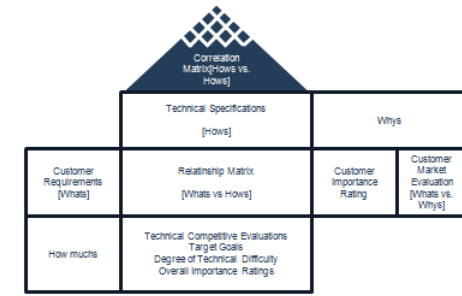 Correlation
Matrix[Hows vs.
Hows]
Technical Specifications
[Hows]
Whys
Customer
Requirements
[Whats]
Relatinship Matrix
[Whats vs Hows]
Customer
Importance
Rating
Customer
Market
Evaluation
[Whats vs.
Whys]
How muchs
Technical Competitive Evaluations
Target Goals
Degree of Technical Difficulty
Overall Importance Ratings